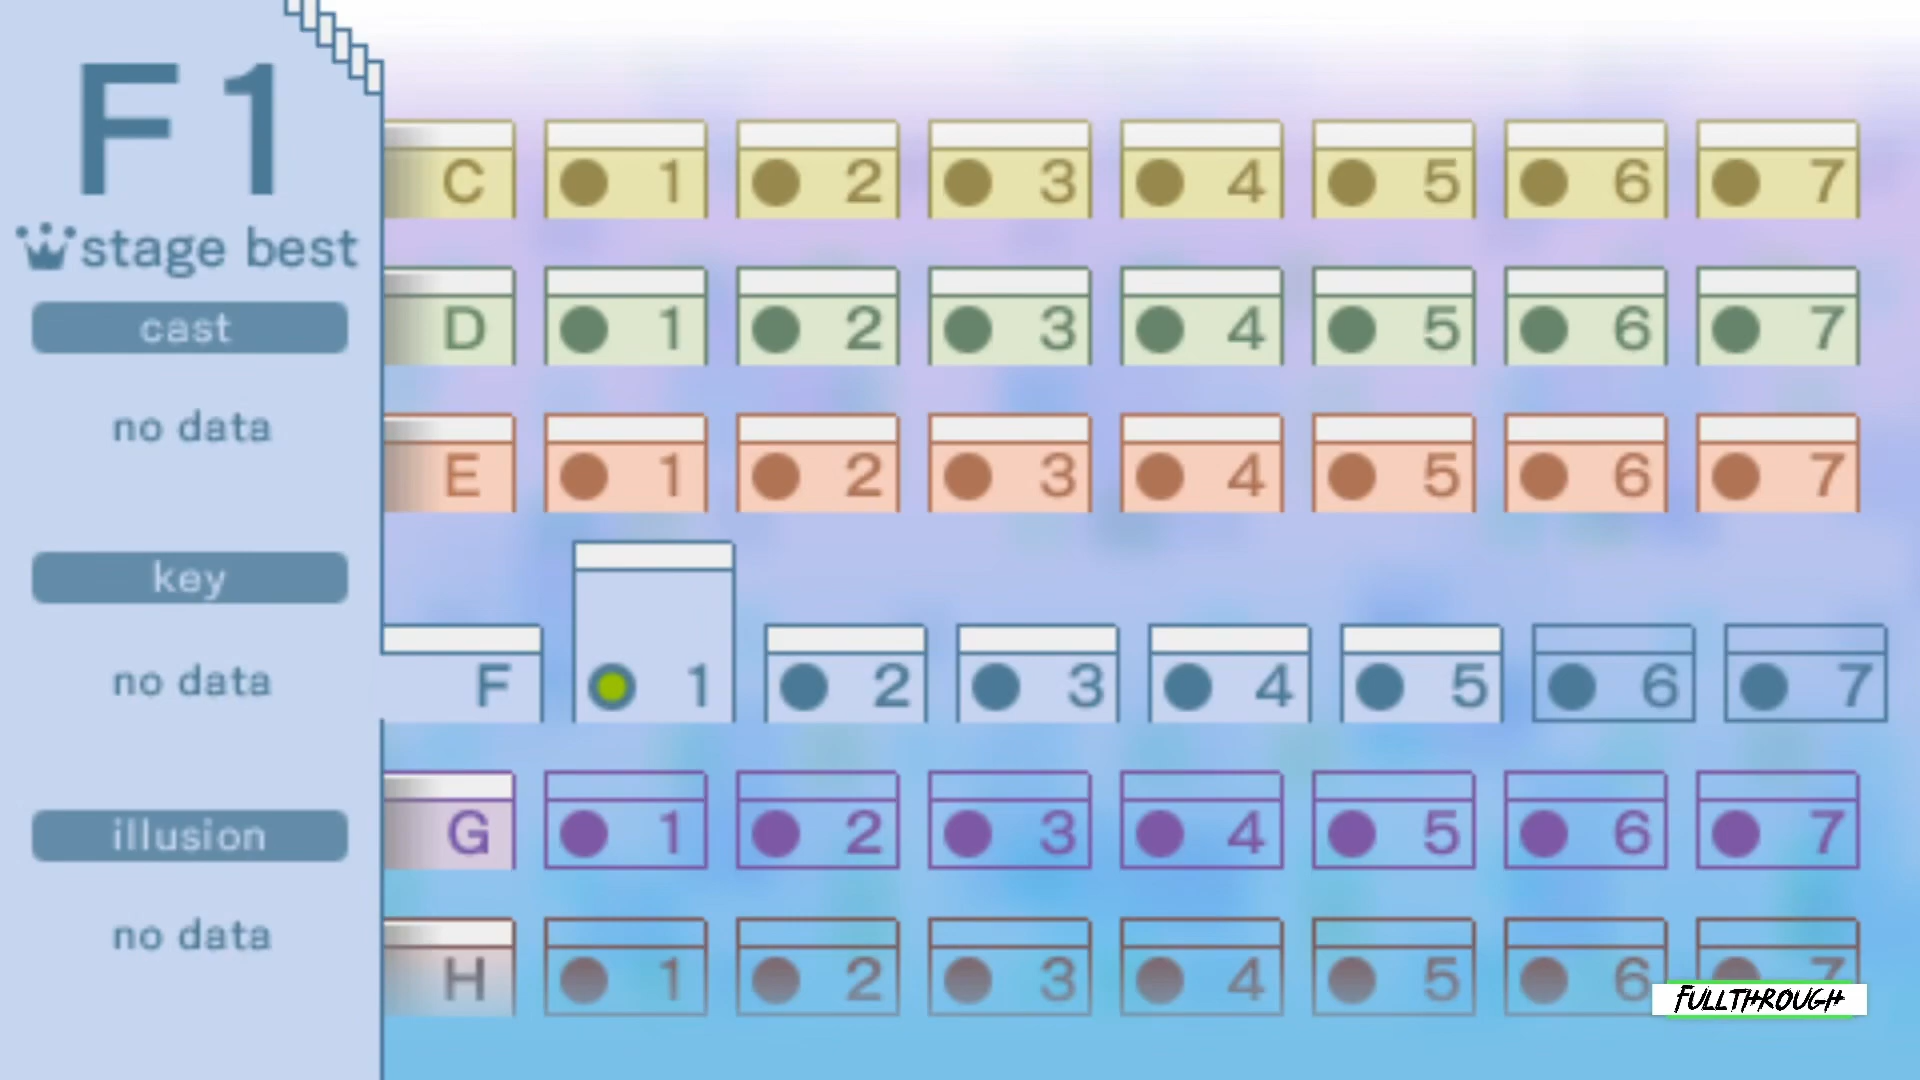 F1
stage best
cast
no data
key
no data
illusion
no data
C 1 2 3 4 5 6 7
D 1 2 3 4 5 6 7
E 1 2 3 4 5 6 7
F 1 2 3 4 5 6 7
G 1 2 3 4 5 6 7
H 1 2 3 4 5 6 7
FULLTHROUGH